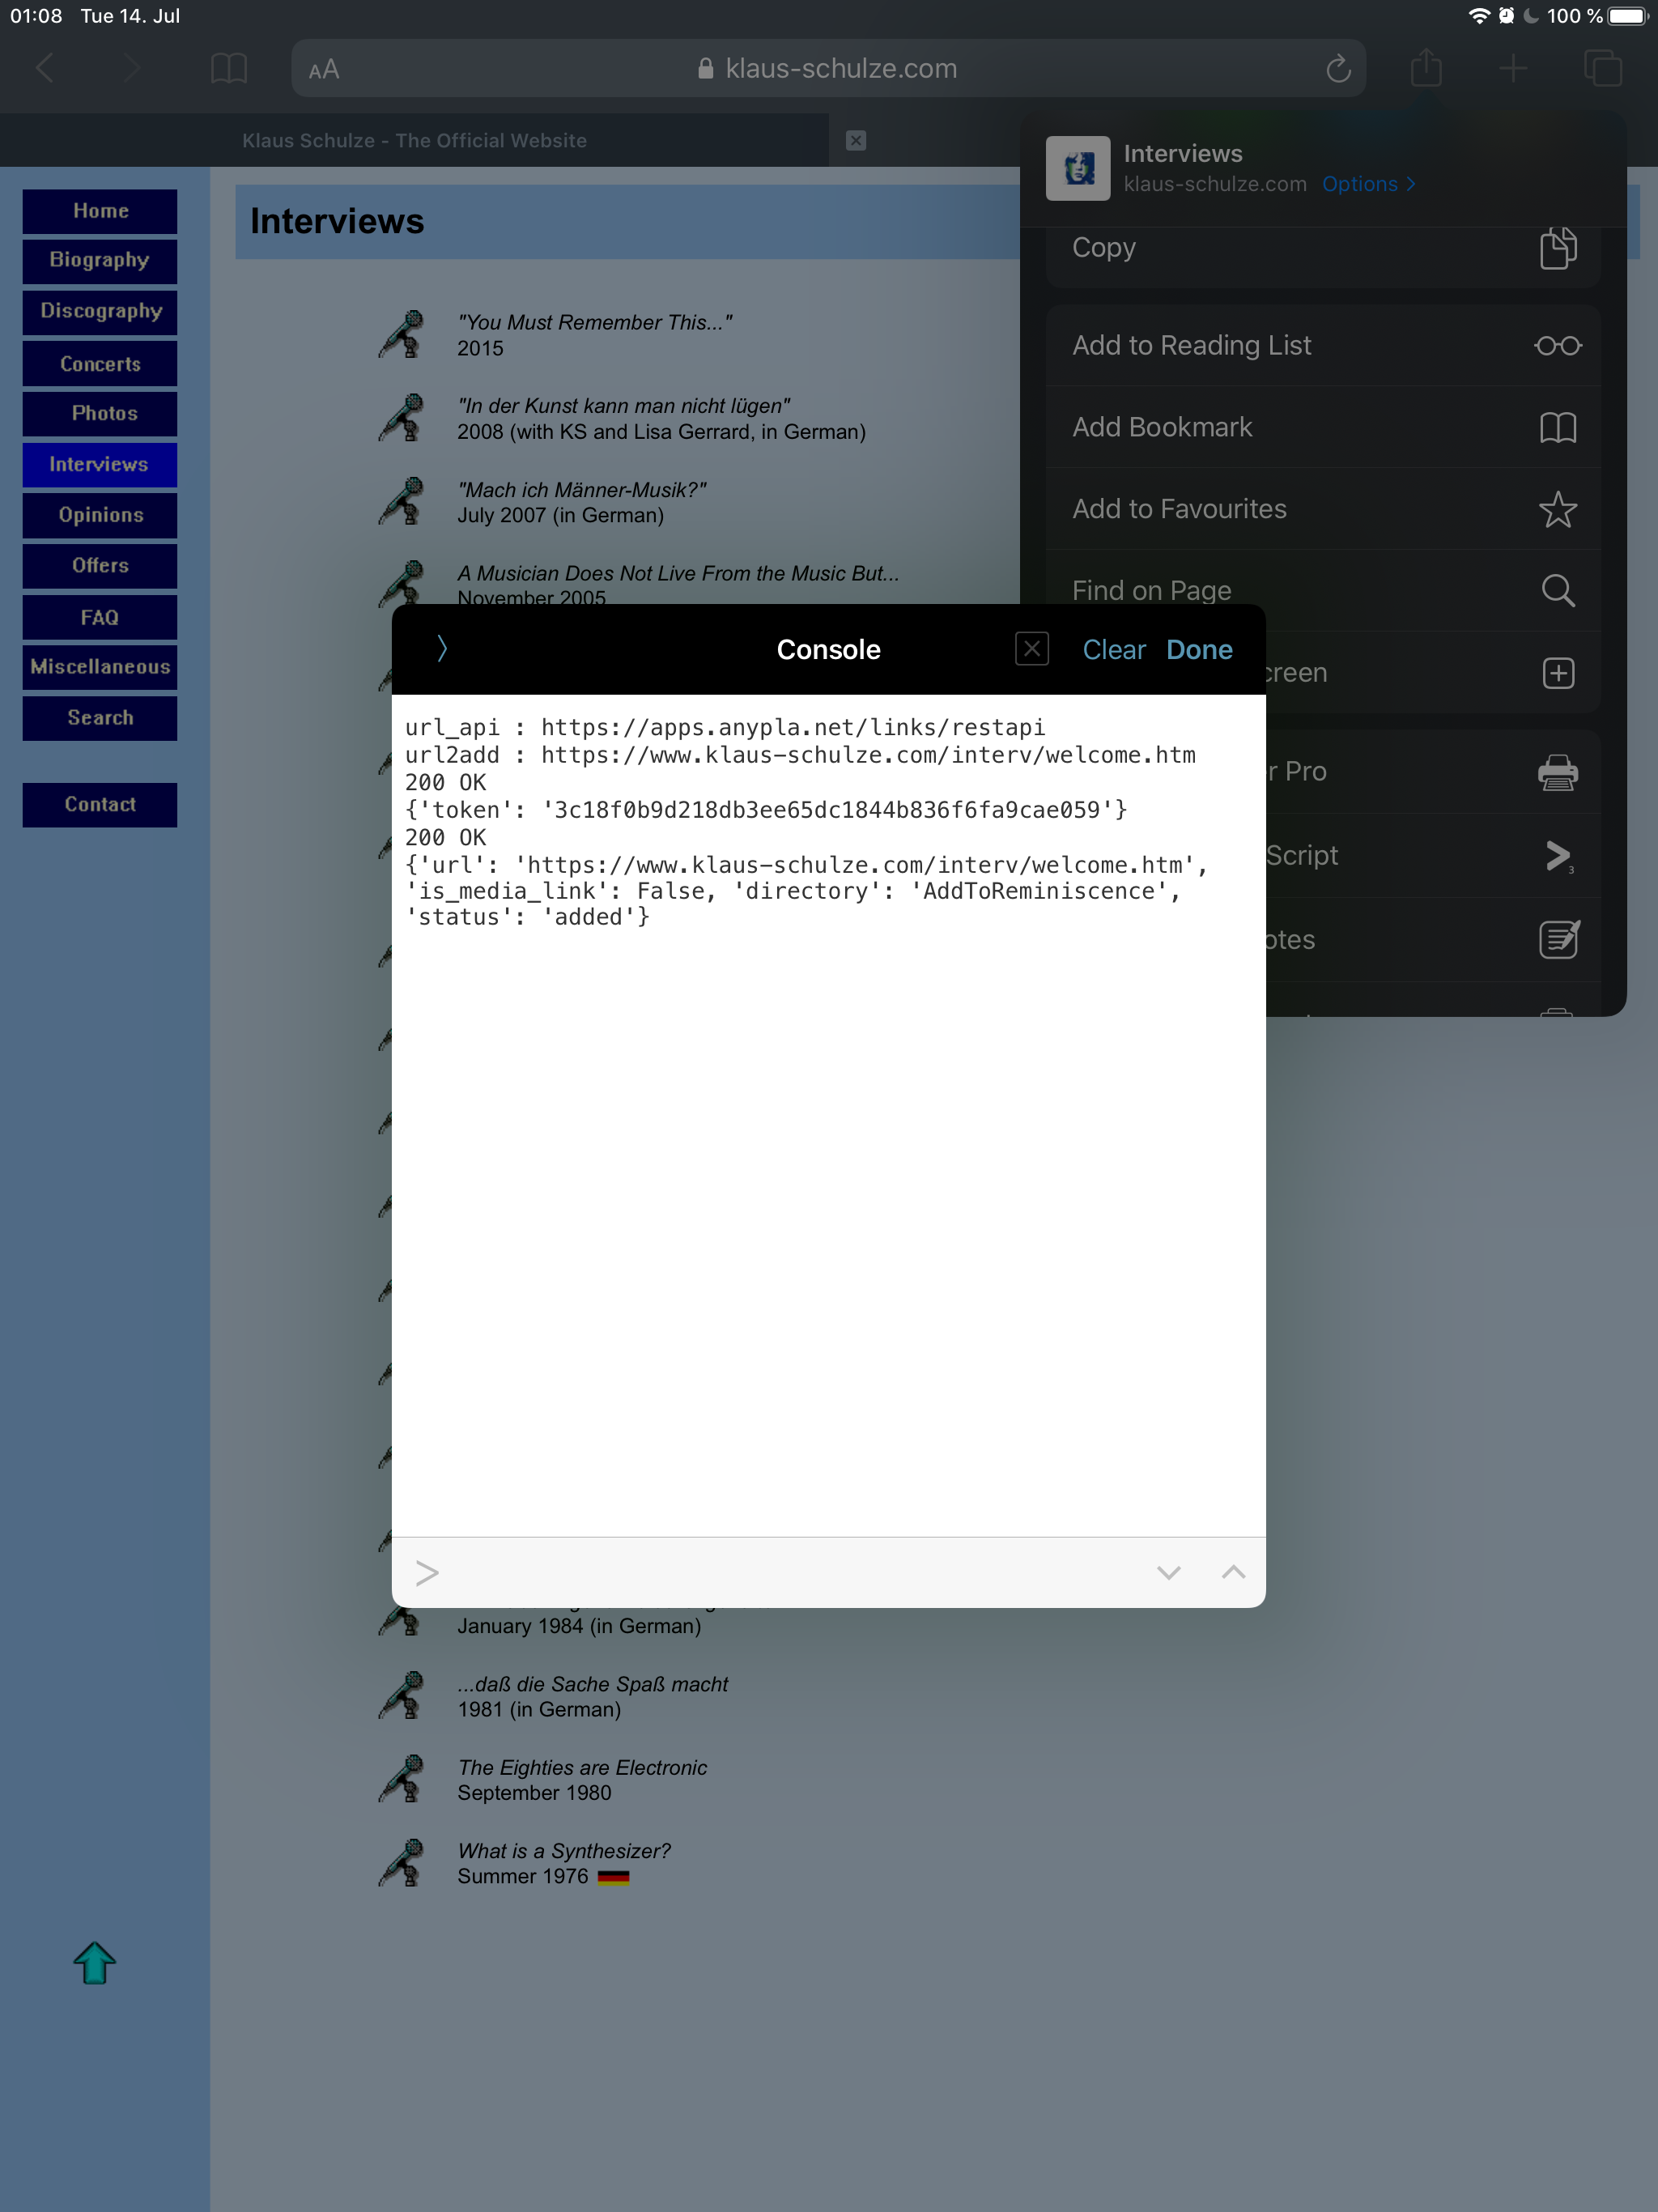 01:08 Tue 14. Jul
100 %
AA
klaus-schulze.com
Klaus Schulze - The Official Website
Interviews
klaus-schulze.com Options
Copy
Add to Reading List
Add Bookmark
Add to Favourites
Find on Page
creen
r Pro
Script
3
otes
Home
Biography
Discography
Concerts
Photos
Interviews
Opinions
Offers
FAQ
Miscellaneous
Search
Contact
Interviews
"You Must Remember This..."
2015
"In der Kunst kann man nicht lügen"
2008 (with KS and Lisa Gerrard, in German)
"Mach ich Männer-Musik?"
July 2007 (in German)
A Musician Does Not Live From the Music But...
November 2005
Console
Clear Done
url_api : https://apps.anypla.net/links/restapi
url2add : https://www.klaus-schulze.com/interv/welcome.htm
200 OK
{'token': '3c18f0b9d218db3ee65dc1844b836f6fa9cae059'}
200 OK
{'url': 'https://www.klaus-schulze.com/interv/welcome.htm',
'is_media_link': False, 'directory': 'AddToReminiscence',
'status': 'added'}
>
January 1984 (in German)
...daß die Sache Spaß macht
1981 (in German)
The Eighties are Electronic
September 1980
What is a Synthesizer?
Summer 1976